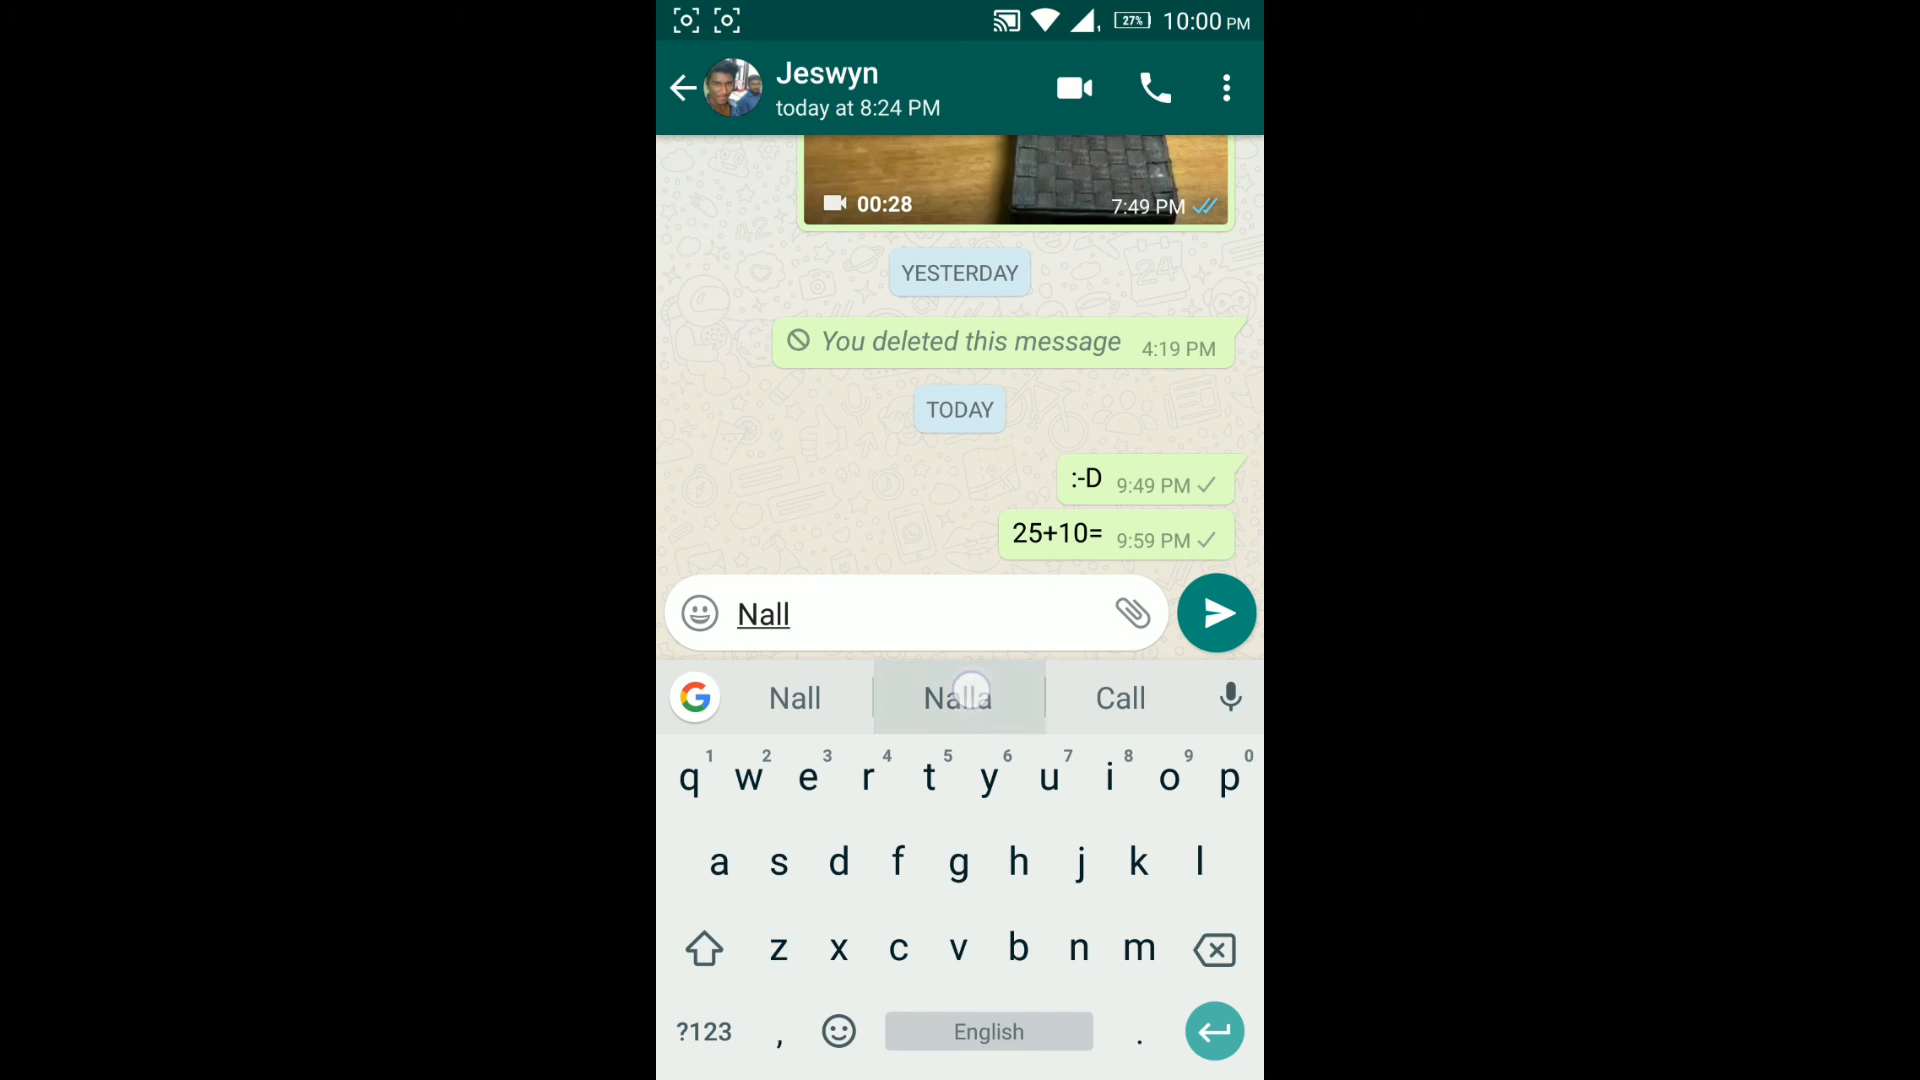 27% 10:00 PM
Jeswyn
today at 8:24 PM
00:28 7:49 PM
YESTERDAY
You deleted this message 4:19 PM
TODAY
:-D 9:49 PM
25+10= 9:59 PM
Nall
G Nall Nalla Call
1 2 3 4 5 6 7 8 9 0
q w e r t y u i o p
a s d f g h j k l
z x c v b n m
?123 , English .